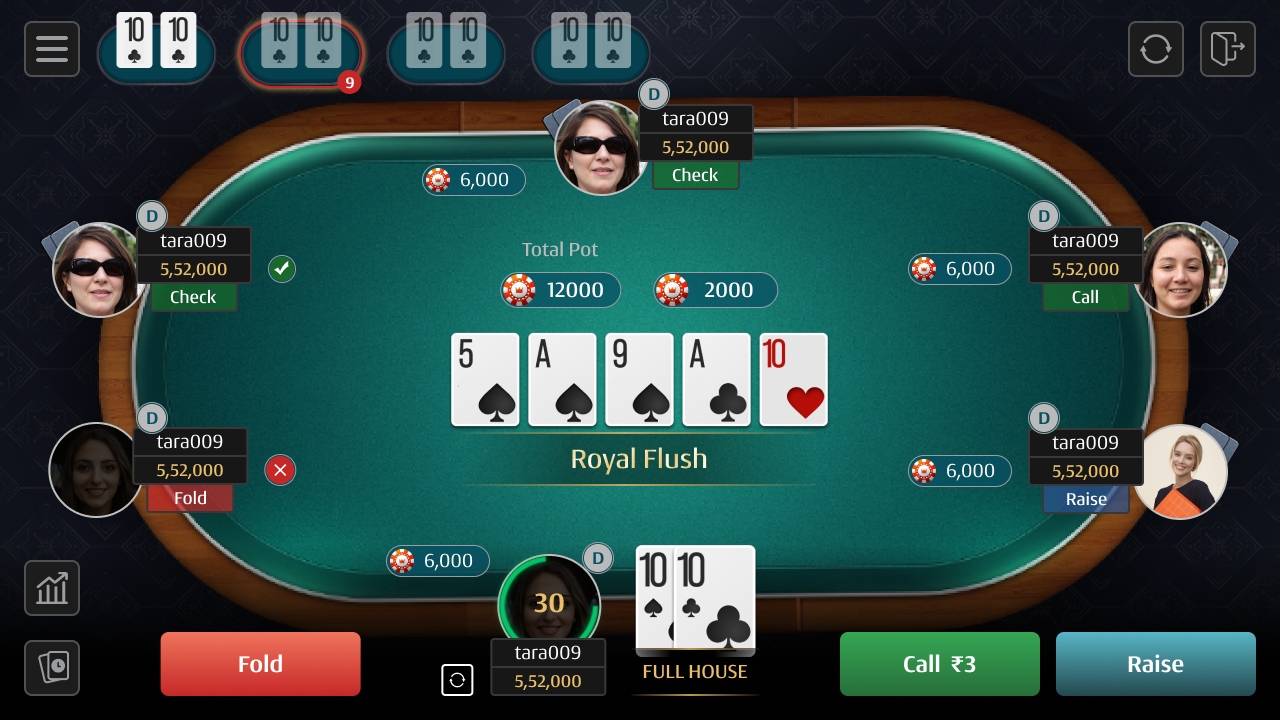 10 10
10 10
10 10
10 10
9
D
tara009
5,52,000
Check
6,000
D
tara009
5,52,000
Check
D
tara009
5,52,000
Call
6,000
Total Pot
12000 2000
5 A 9 A 10
Royal Flush
D
tara009
5,52,000
Fold
D
tara009
5,52,000
Raise
6,000
6,000
D
30
10 10
tara009
5,52,000
FULL HOUSE
Fold
Call ₹3
Raise